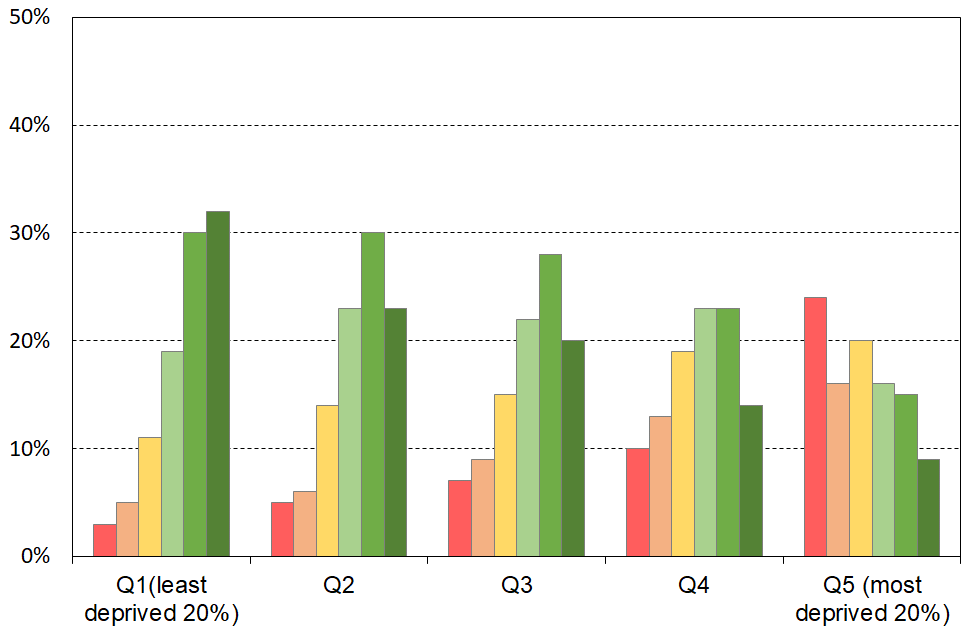 50%
40%
30%
20%
10%
0%
Q1(least
deprived 20%)
Q2
Q3
Q4
Q5 (most
deprived 20%)